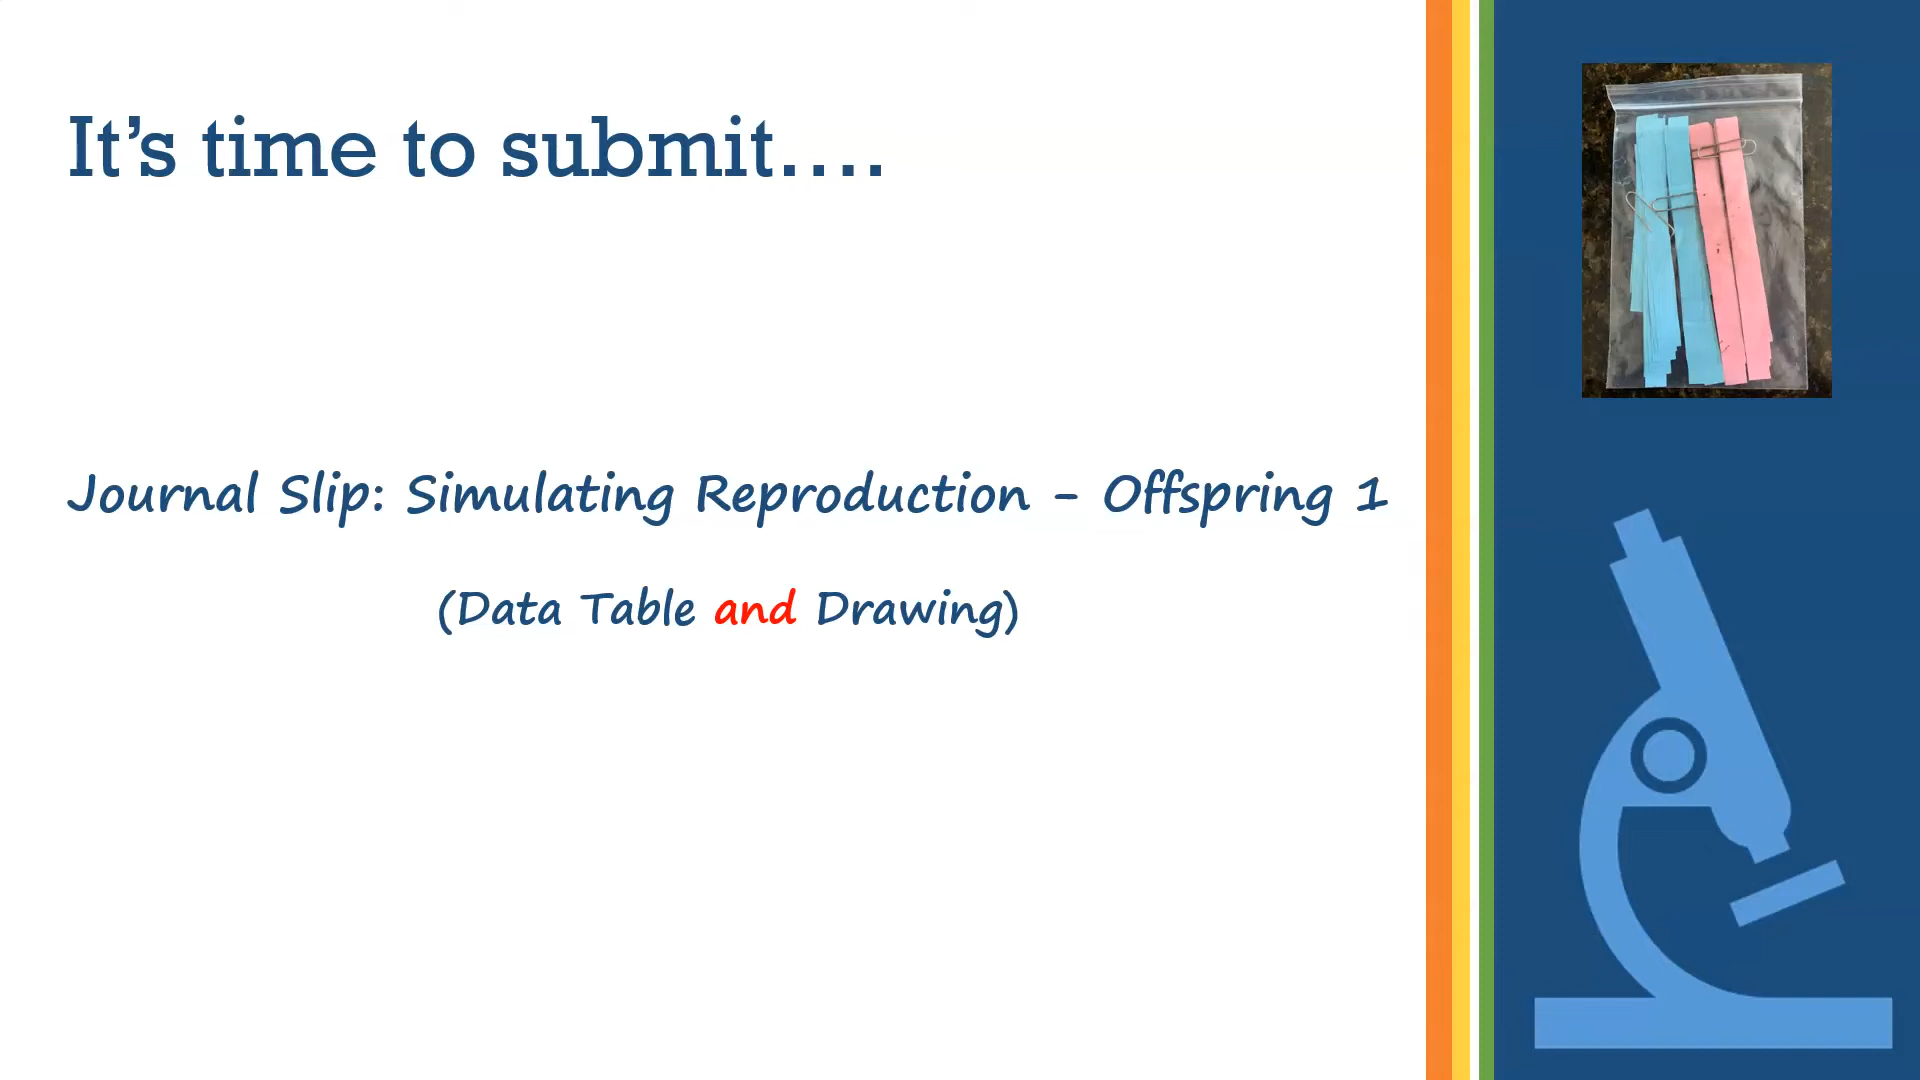 It’s time to submit….
Journal Slip: Simulating Reproduction - Offspring 1
(Data Table and Drawing)